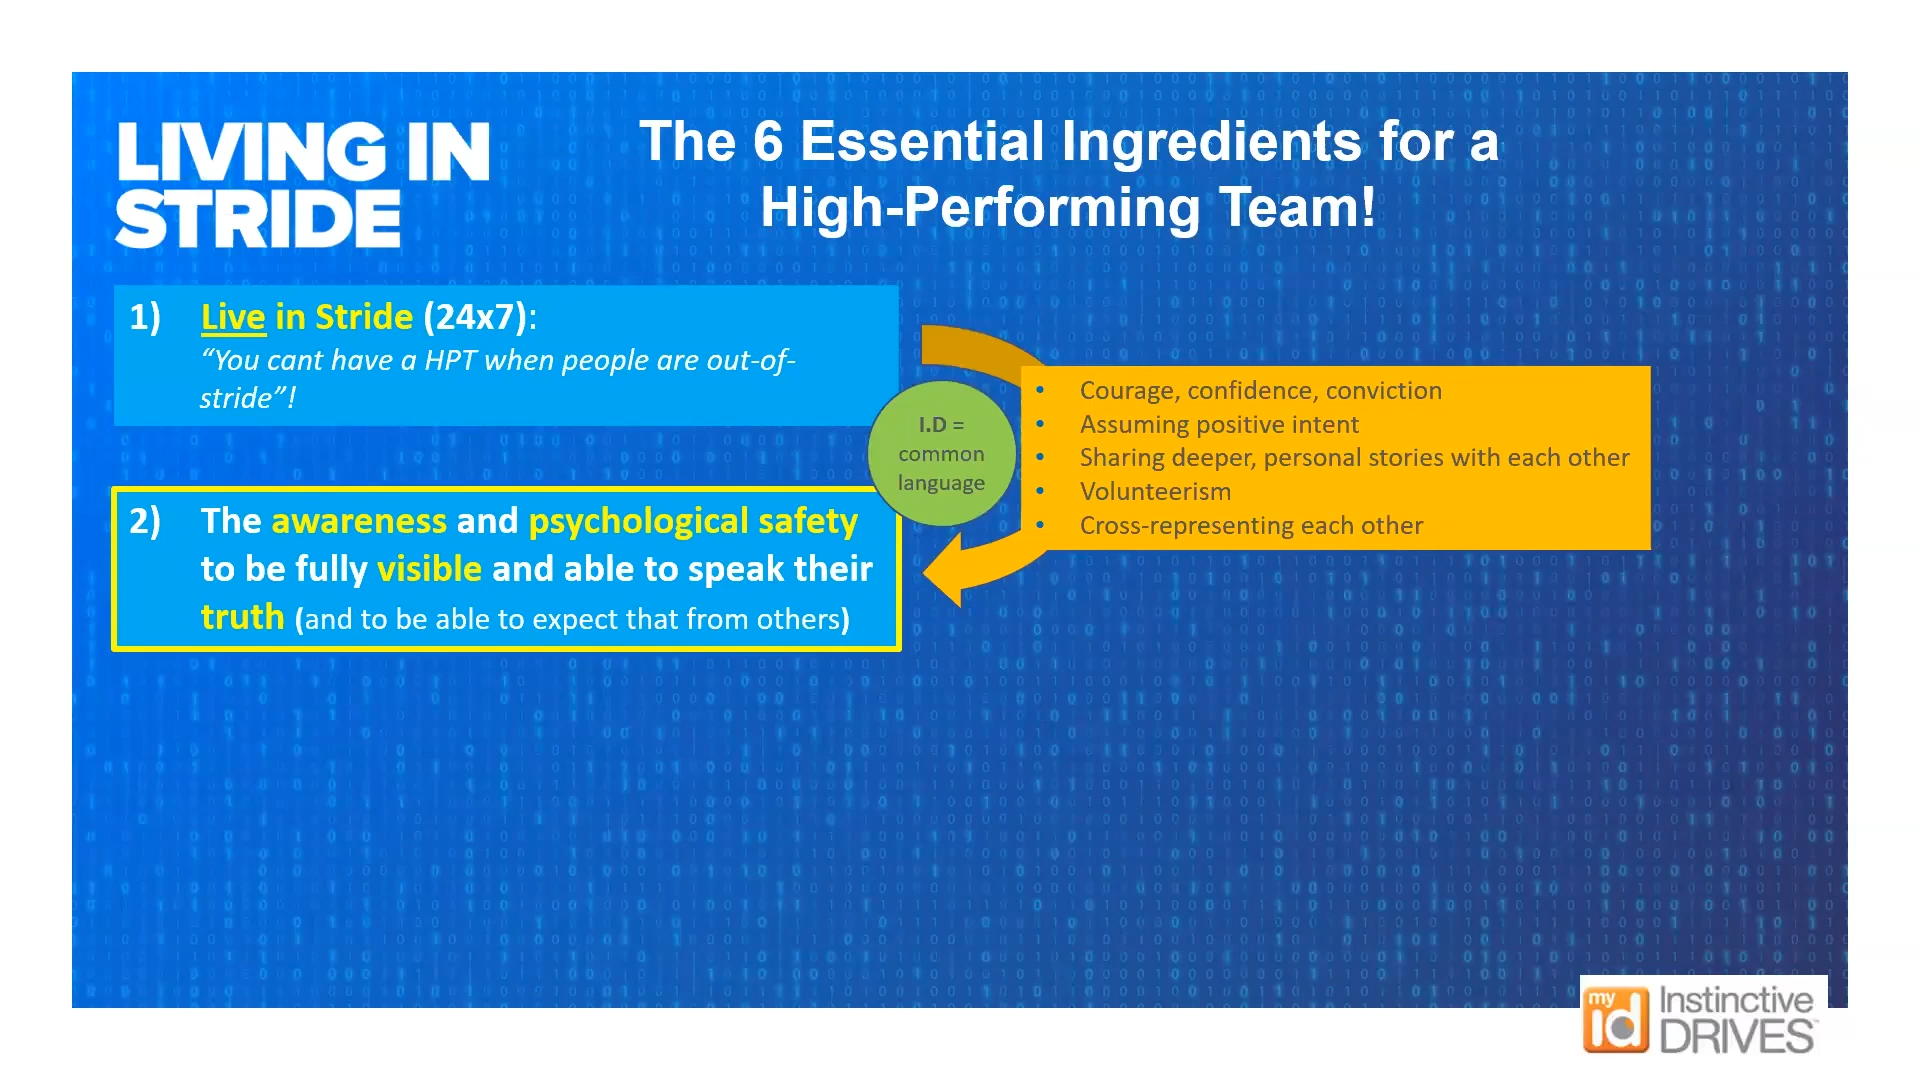 LIVING IN
STRIDE
The 6 Essential Ingredients for a
High-Performing Team!
1) Live in Stride (24x7):
“You cant have a HPT when people are out-of-
stride”!
I.D =
common
language
• Courage, confidence, conviction
• Assuming positive intent
• Sharing deeper, personal stories with each other
• Volunteerism
• Cross-representing each other
2) The awareness and psychological safety
to be fully visible and able to speak their
truth (and to be able to expect that from others)
my
id
Instinctive
DRIVES™